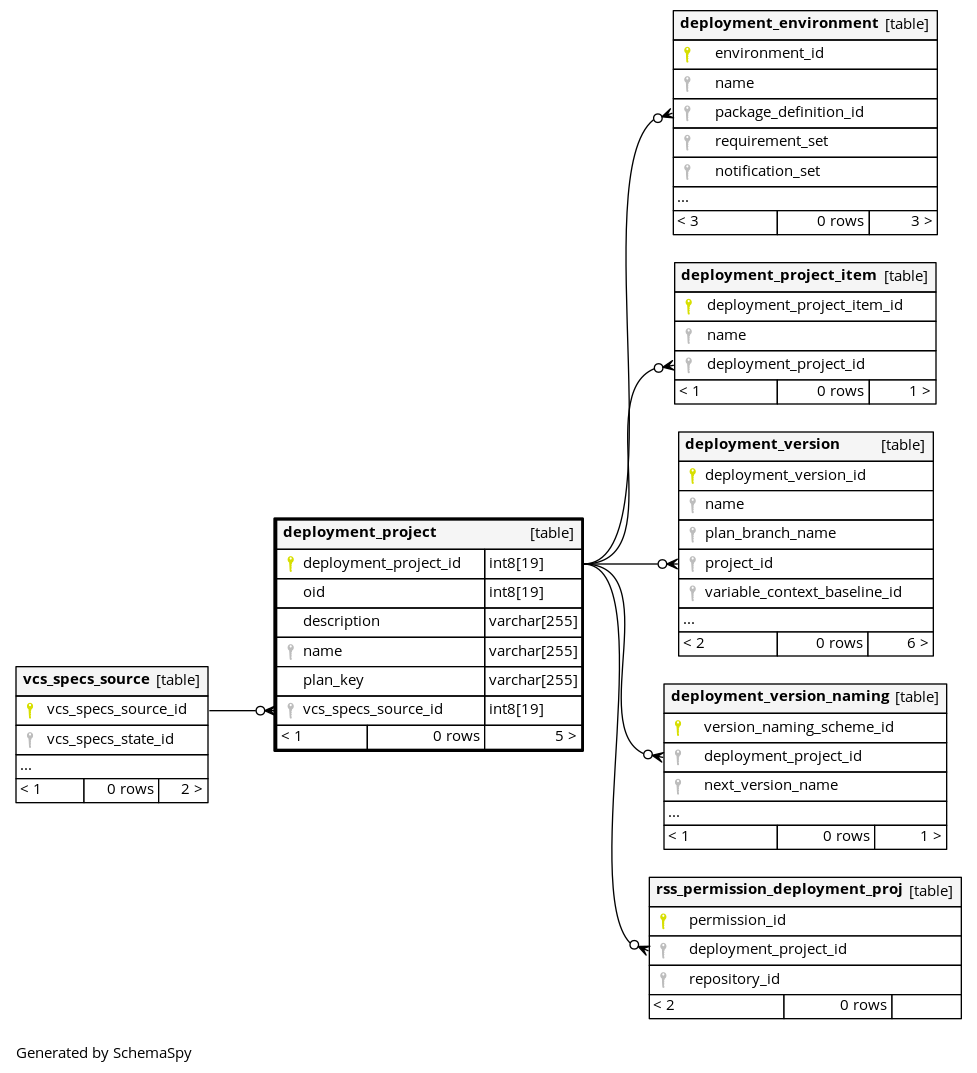 deployment_environment [table]
environment_id
name
package_definition_id
requirement_set
notification_set
...
< 3 0 rows 3 >
deployment_project_item [table]
deployment_project_item_id
name
deployment_project_id
< 1 0 rows 1 >
deployment_version [table]
deployment_version_id
name
plan_branch_name
project_id
variable_context_baseline_id
...
< 2 0 rows 6 >
deployment_project [table]
deployment_project_id int8[19]
oid int8[19]
description varchar[255]
name varchar[255]
plan_key varchar[255]
vcs_specs_source_id int8[19]
< 1 0 rows 5 >
vcs_specs_source [table]
vcs_specs_source_id
vcs_specs_state_id
...
< 1 0 rows 2 >
deployment_version_naming [table]
version_naming_scheme_id
deployment_project_id
next_version_name
...
< 1 0 rows 1 >
rss_permission_deployment_proj [table]
permission_id
deployment_project_id
repository_id
< 2 0 rows
Generated by SchemaSpy